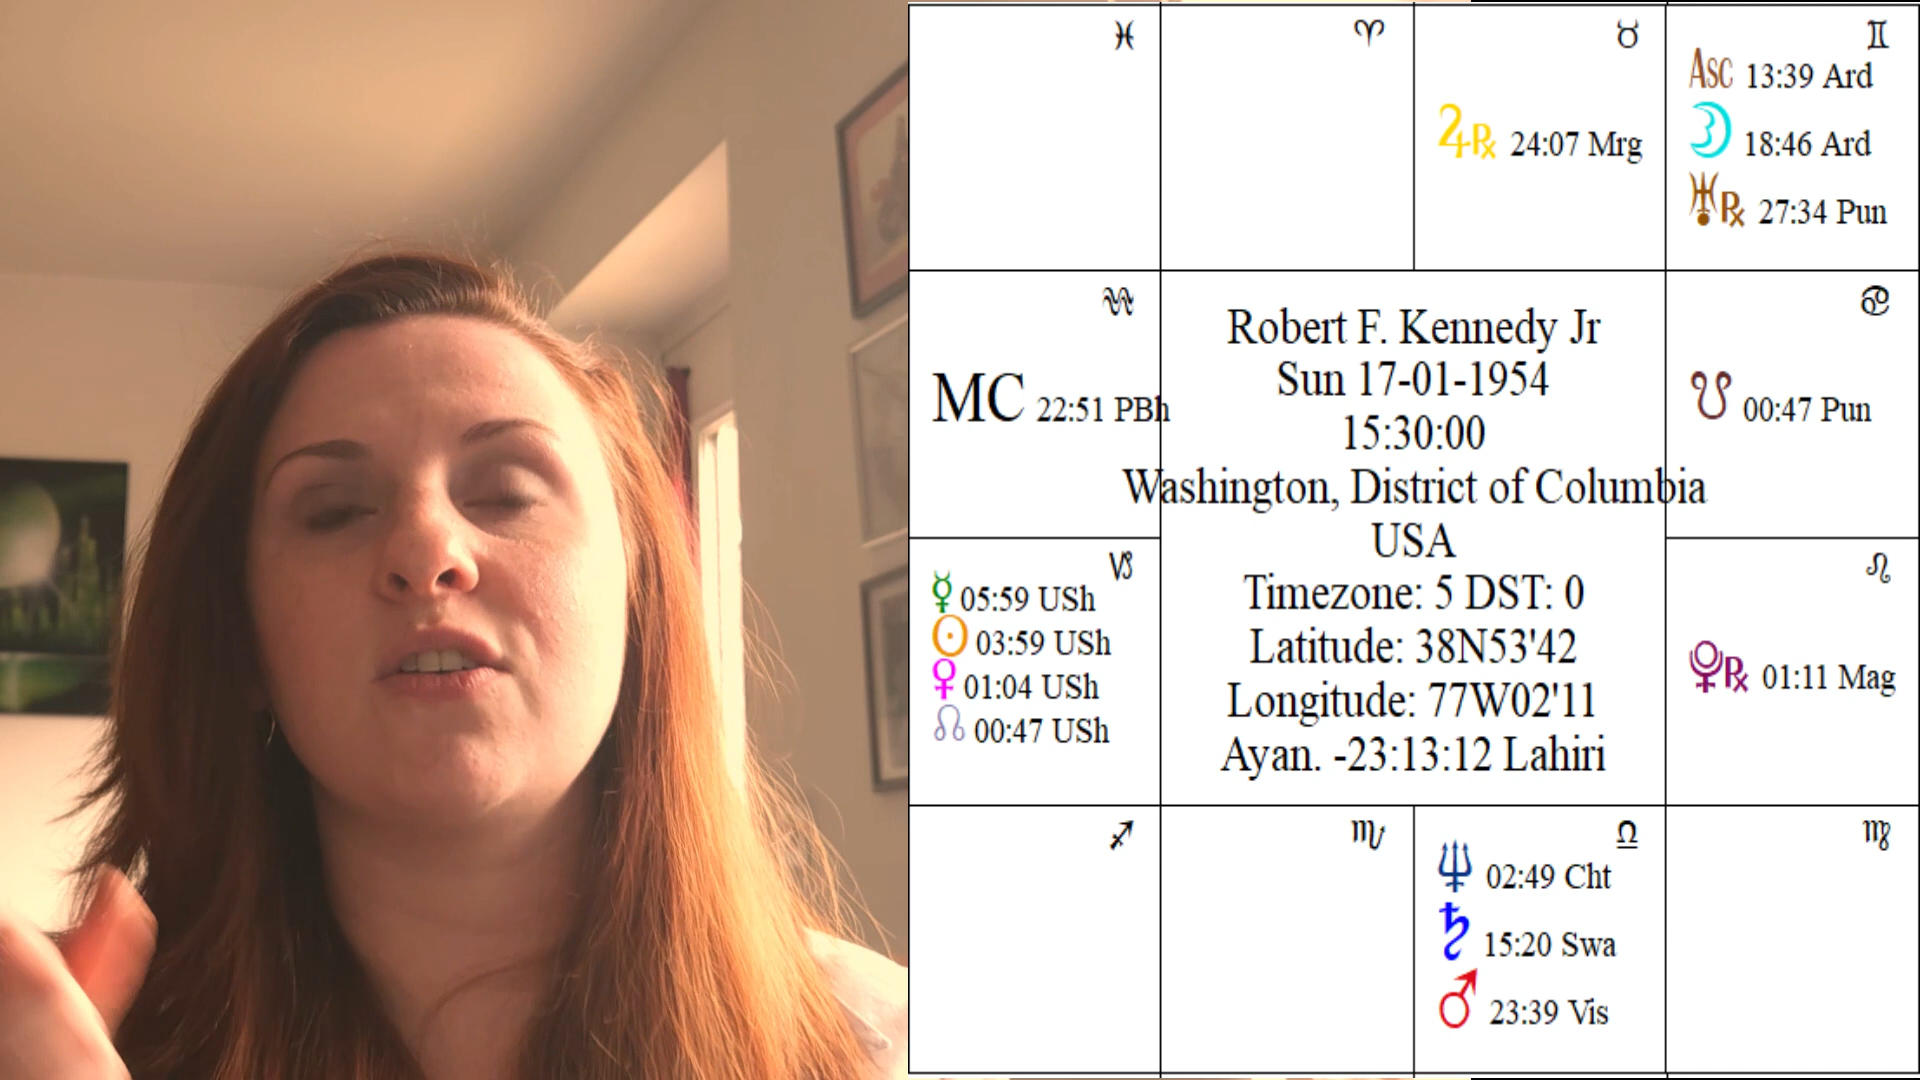 Asc 13:39 Ard
℞ 24:07 Mrg
18:46 Ard
℞ 27:34 Pun
MC 22:51 PBh
Robert F. Kennedy Jr
Sun 17-01-1954
15:30:00
Washington, District of Columbia
USA
Timezone: 5 DST: 0
Latitude: 38N53'42
Longitude: 77W02'11
Ayan. -23:13:12 Lahiri
00:47 Pun
05:59 USh
03:59 USh
01:04 USh
00:47 USh
℞ 01:11 Mag
02:49 Cht
15:20 Swa
23:39 Vis